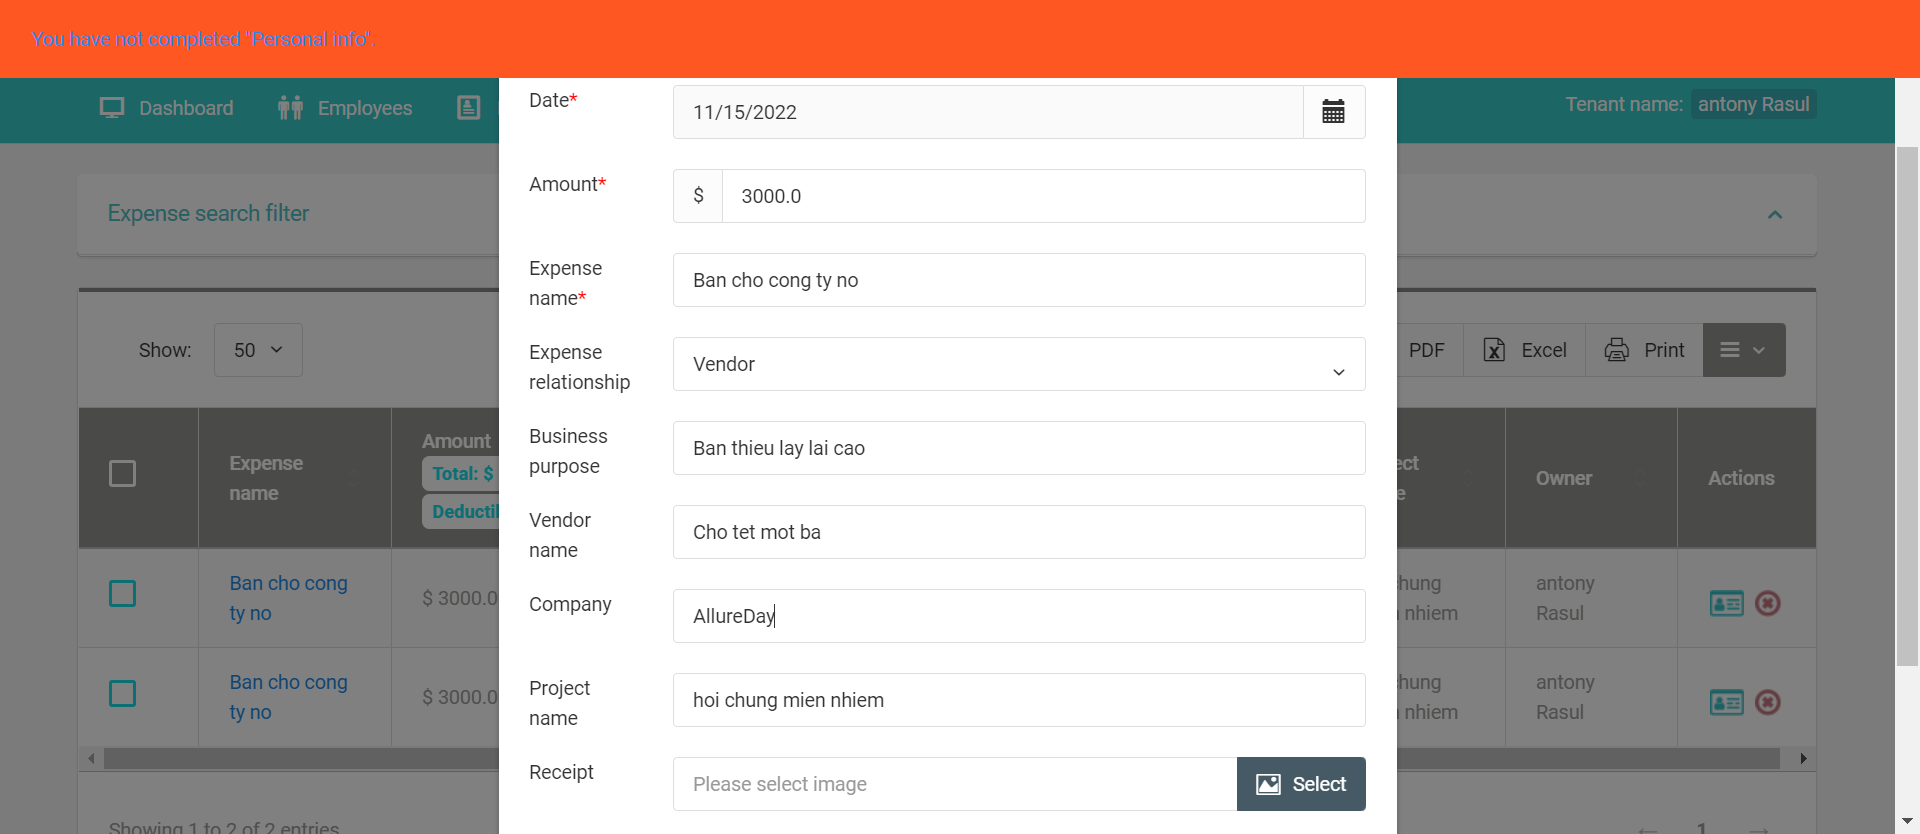 You have not completed "Personal Info".
Dashboard
Employees
Tenant name: antony Rasul
Date*
11/15/2022
Amount*
$ 3000.0
Expense search filter
Expense name*
Ban cho cong ty no
Show: 50
Expense relationship
Vendor
PDF
Excel
Print
Business purpose
Ban thieu lay lai cao
Expense name
Amount
Total: $
Owner
Actions
Vendor name
Cho tet mot ba
Company
AllureDay
Ban cho cong ty no
$ 3000.0
nhiem
antony Rasul
Project name
hoi chung mien nhiem
Ban cho cong ty no
$ 3000.0
nhiem
antony Rasul
Receipt
Please select image
Select
Showing 1 to 2 of 2 entries
1